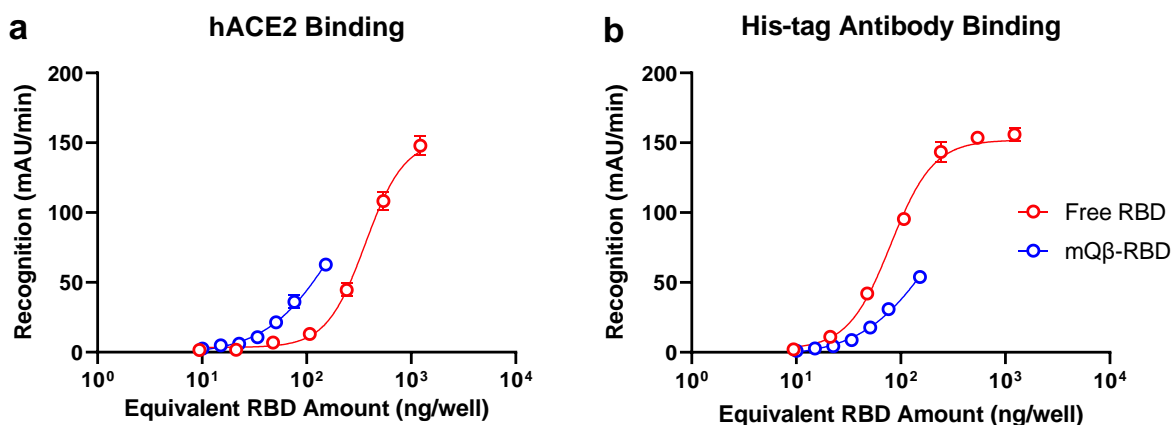 a
hACE2 Binding
Recognition (mAU/min)
200
150
100
50
0
10⁰
10¹
10²
10³
10⁴
Equivalent RBD Amount (ng/well)
b
His-tag Antibody Binding
Recognition (mAU/min)
200
150
100
50
0
10⁰
10¹
10²
10³
10⁴
Equivalent RBD Amount (ng/well)
Free RBD
mQβ-RBD